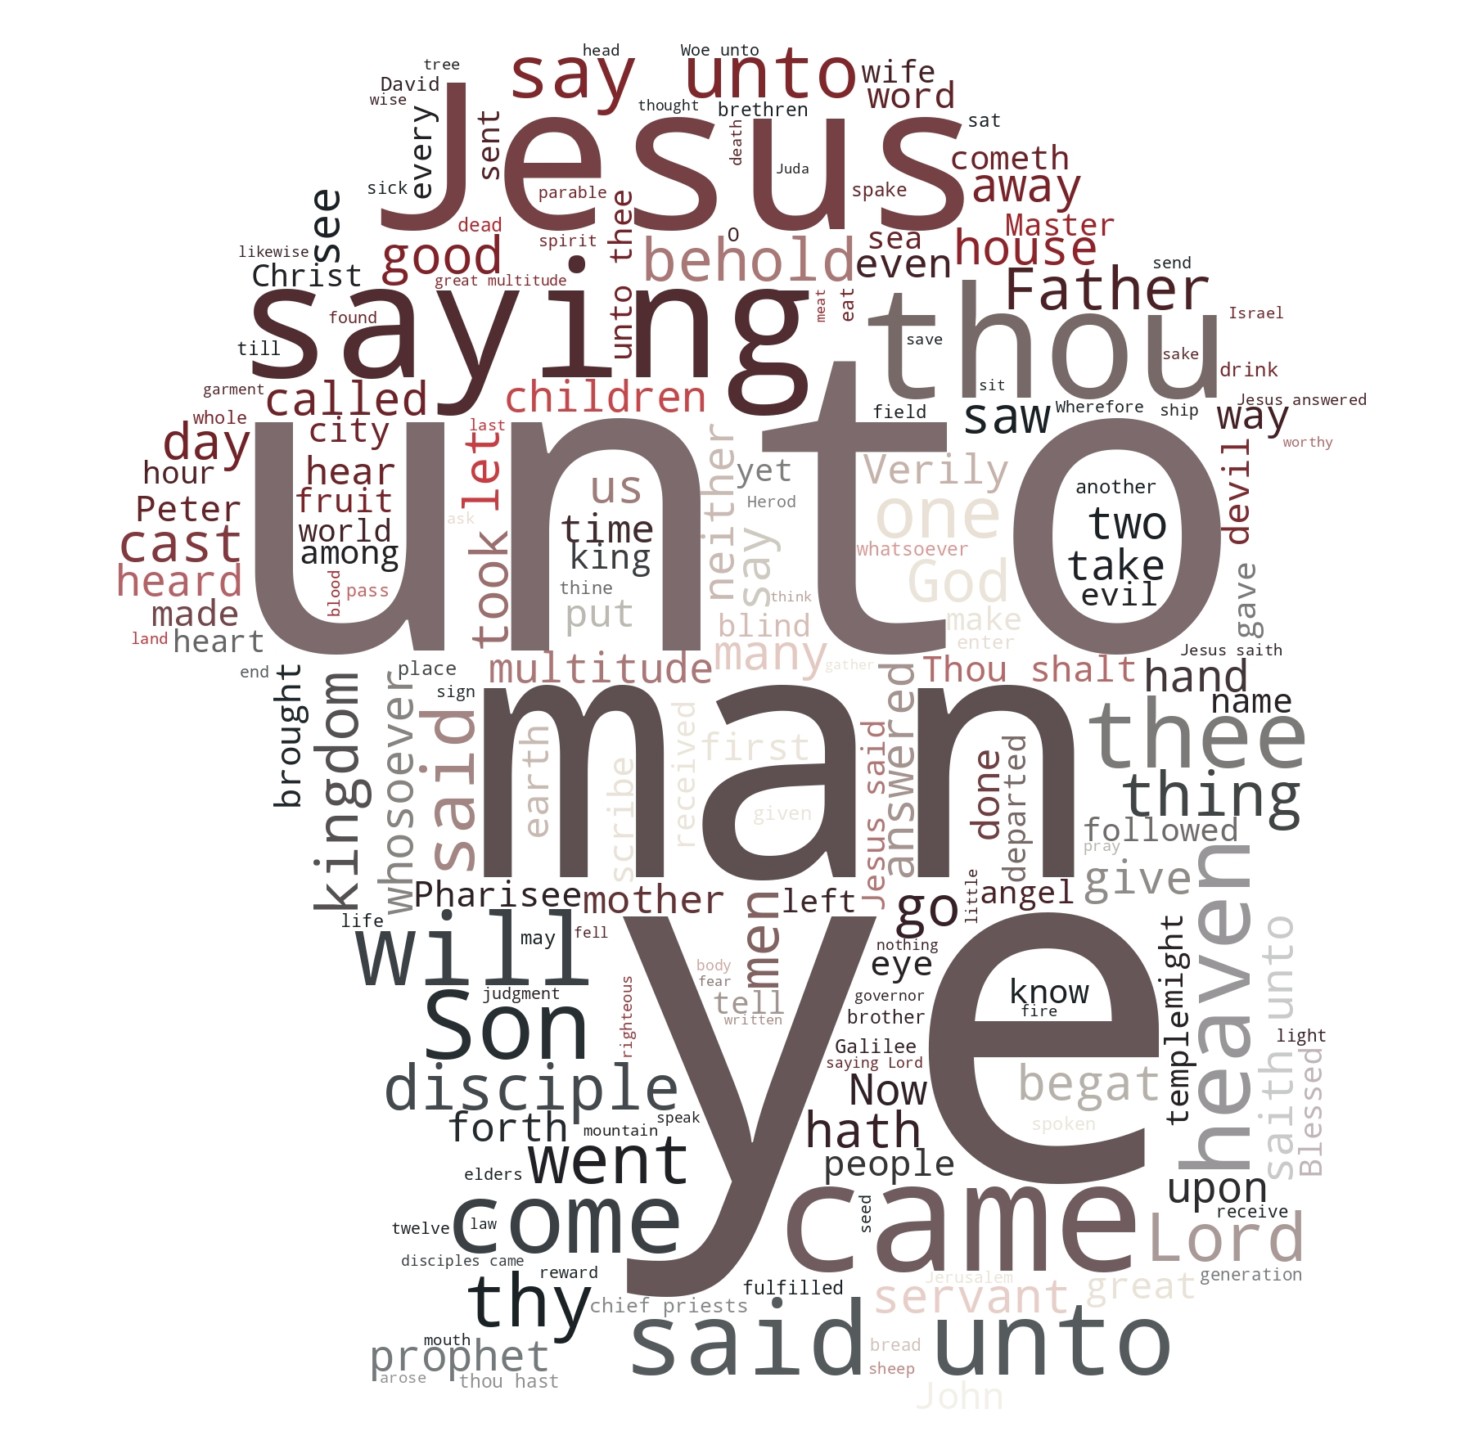 head
Woe unto
tree
say unto
wife
David
word
wise
Jesus
thought
brethren
every
sent
death
sat
Juda
cometh
sick
parable
spake
away
see
unto thee
dead
Master
likewise
good
spirit
O
behold
sea
even
house
Christ
great multitude
send
saying
Father
found
meat
eat
thou
Israel
till
save
sake
garment
called
children
sit
drink
whole
field
saw
Wherefore
ship
way
Jesus answered
day
city
last
unto
worthy
hour
hear
let
us
neither
yet
Verily
devil
Peter
fruit
Herod
one
another
cast
world
ask
time
say
two
among
king
whatsoever
take
heard
blood
pass
took
thine
think
God
evil
made
put
blind
make
gave
land
heart
many
enter
Jesus saith
end
place
multitude
gather
answered
Thou shalt
hand
brought
kingdom
whosoever
sign
said
man
name
thee
earth
scribe
received
first
Jesus said
done
departed
thing
given
followed
pray
Pharisee
mother
men
left
go
little
angel
give
heaven
life
will
may
fell
ye
nothing
eye
might
saith unto
body
fear
know
judgment
righteous
tell
governor
fire
Son
written
brother
temple
light
Galilee
saying Lord
Blessed
disciple
Now
begat
forth
speak
mountain
hath
spoken
went
elders
people
come
came
upon
twelve
law
seed
receive
Lord
disciples came
thy
reward
fulfilled
Jerusalem
generation
chief priests
servant
great
mouth
said unto
prophet
bread
arose
thou hast
sheep
John